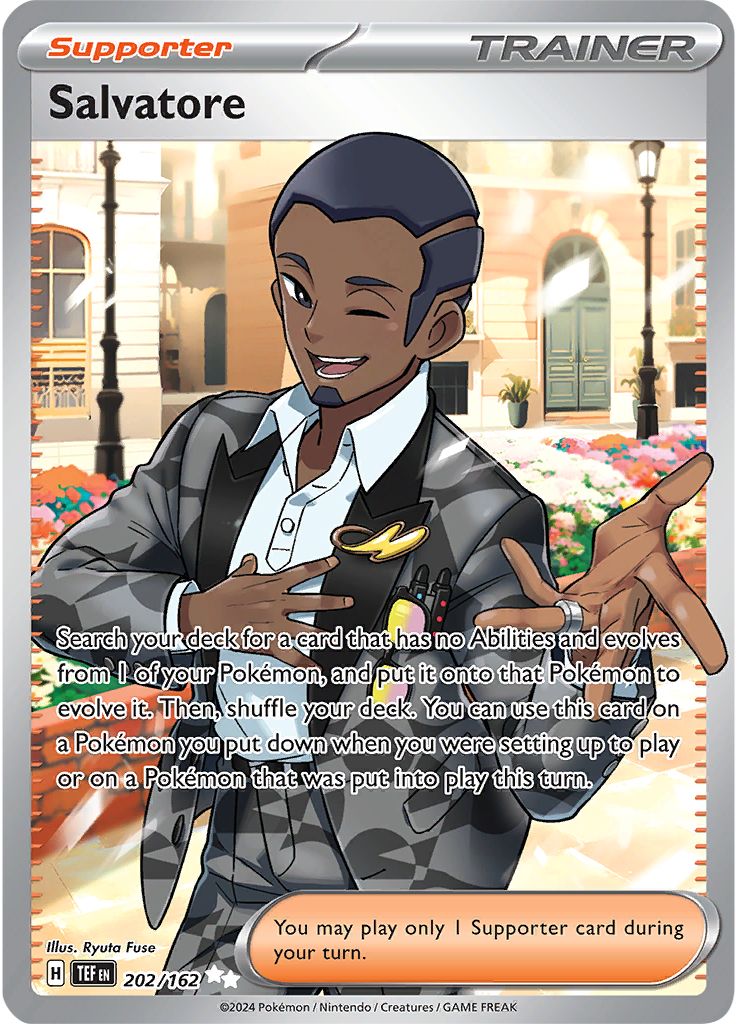 Supporter
TRAINER
Salvatore
Search your deck for a card that has no Abilities and evolves
from 1 of your Pokémon, and put it onto that Pokémon to
evolve it. Then, shuffle your deck. You can use this card on
a Pokémon you put down when you were setting up to play
or on a Pokémon that was put into play this turn.
You may play only 1 Supporter card during
your turn.
Illus. Ryuta Fuse
H TEF EN 202/162
©2024 Pokémon / Nintendo / Creatures / GAME FREAK